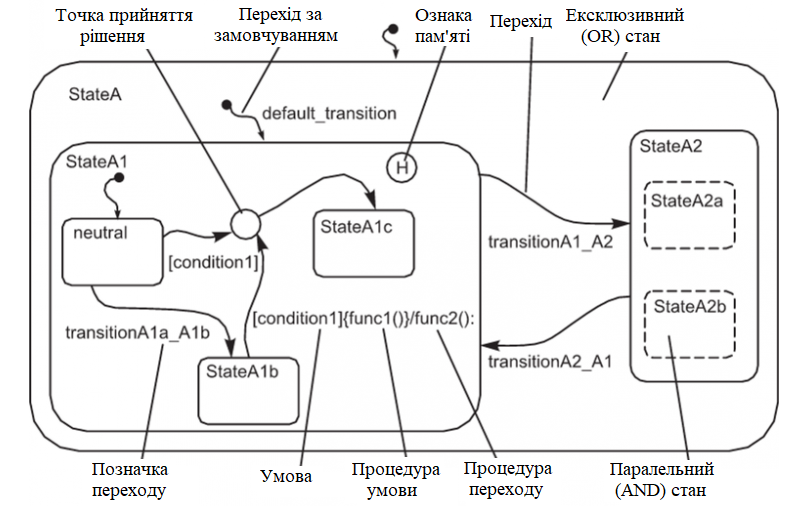 Точка прийняття
рішення
Перехід за
замовчуванням
Ознака
пам'яті
Перехід
Ексклюзивний
(OR) стан
StateA
default_transition
StateA1
H
StateA2
StateA2a
neutral
StateA1c
transitionA1_A2
[condition1]
StateA2b
[condition1]{func1()}/func2():
transitionA1a_A1b
transitionA2_A1
StateA1b
Позначка
переходу
Умова
Процедура
умови
Процедура
переходу
Паралельний
(AND) стан